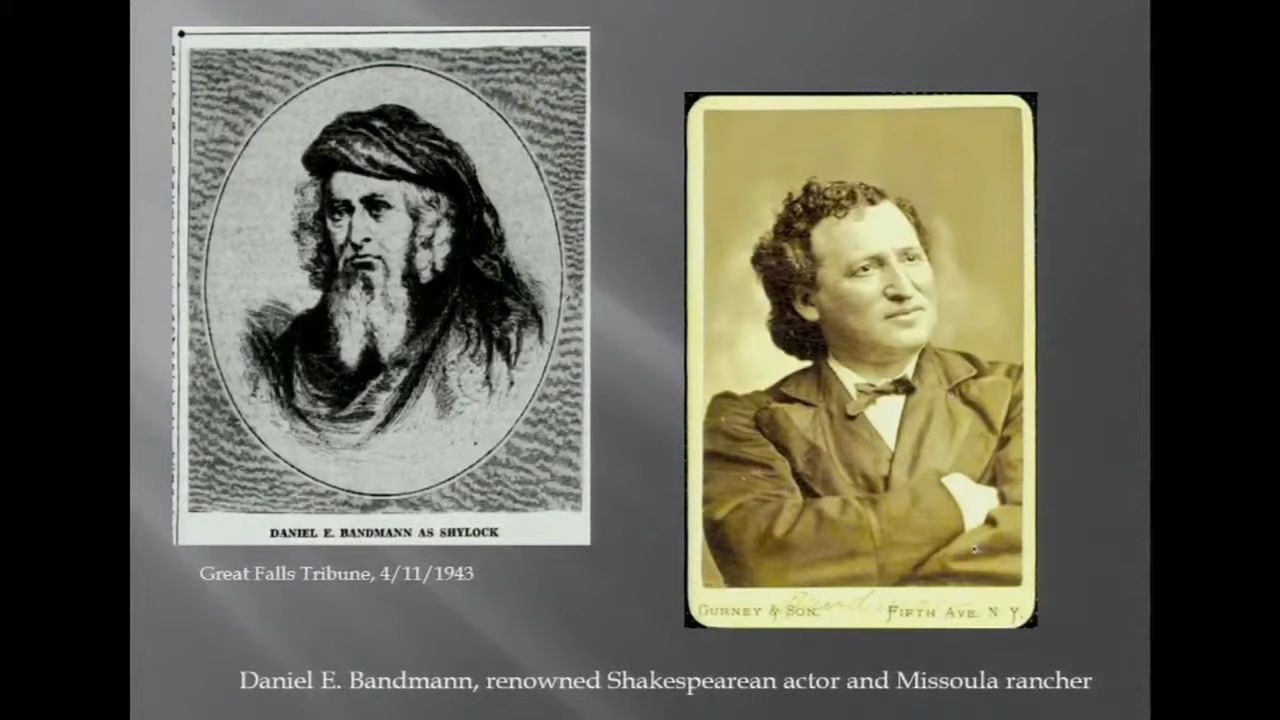 DANIEL E. BANDMANN AS SHYLOCK
Great Falls Tribune, 4/11/1943
GURNEY & SON. FIFTH AVE. N. Y.
Daniel E. Bandmann, renowned Shakespearean actor and Missoula rancher